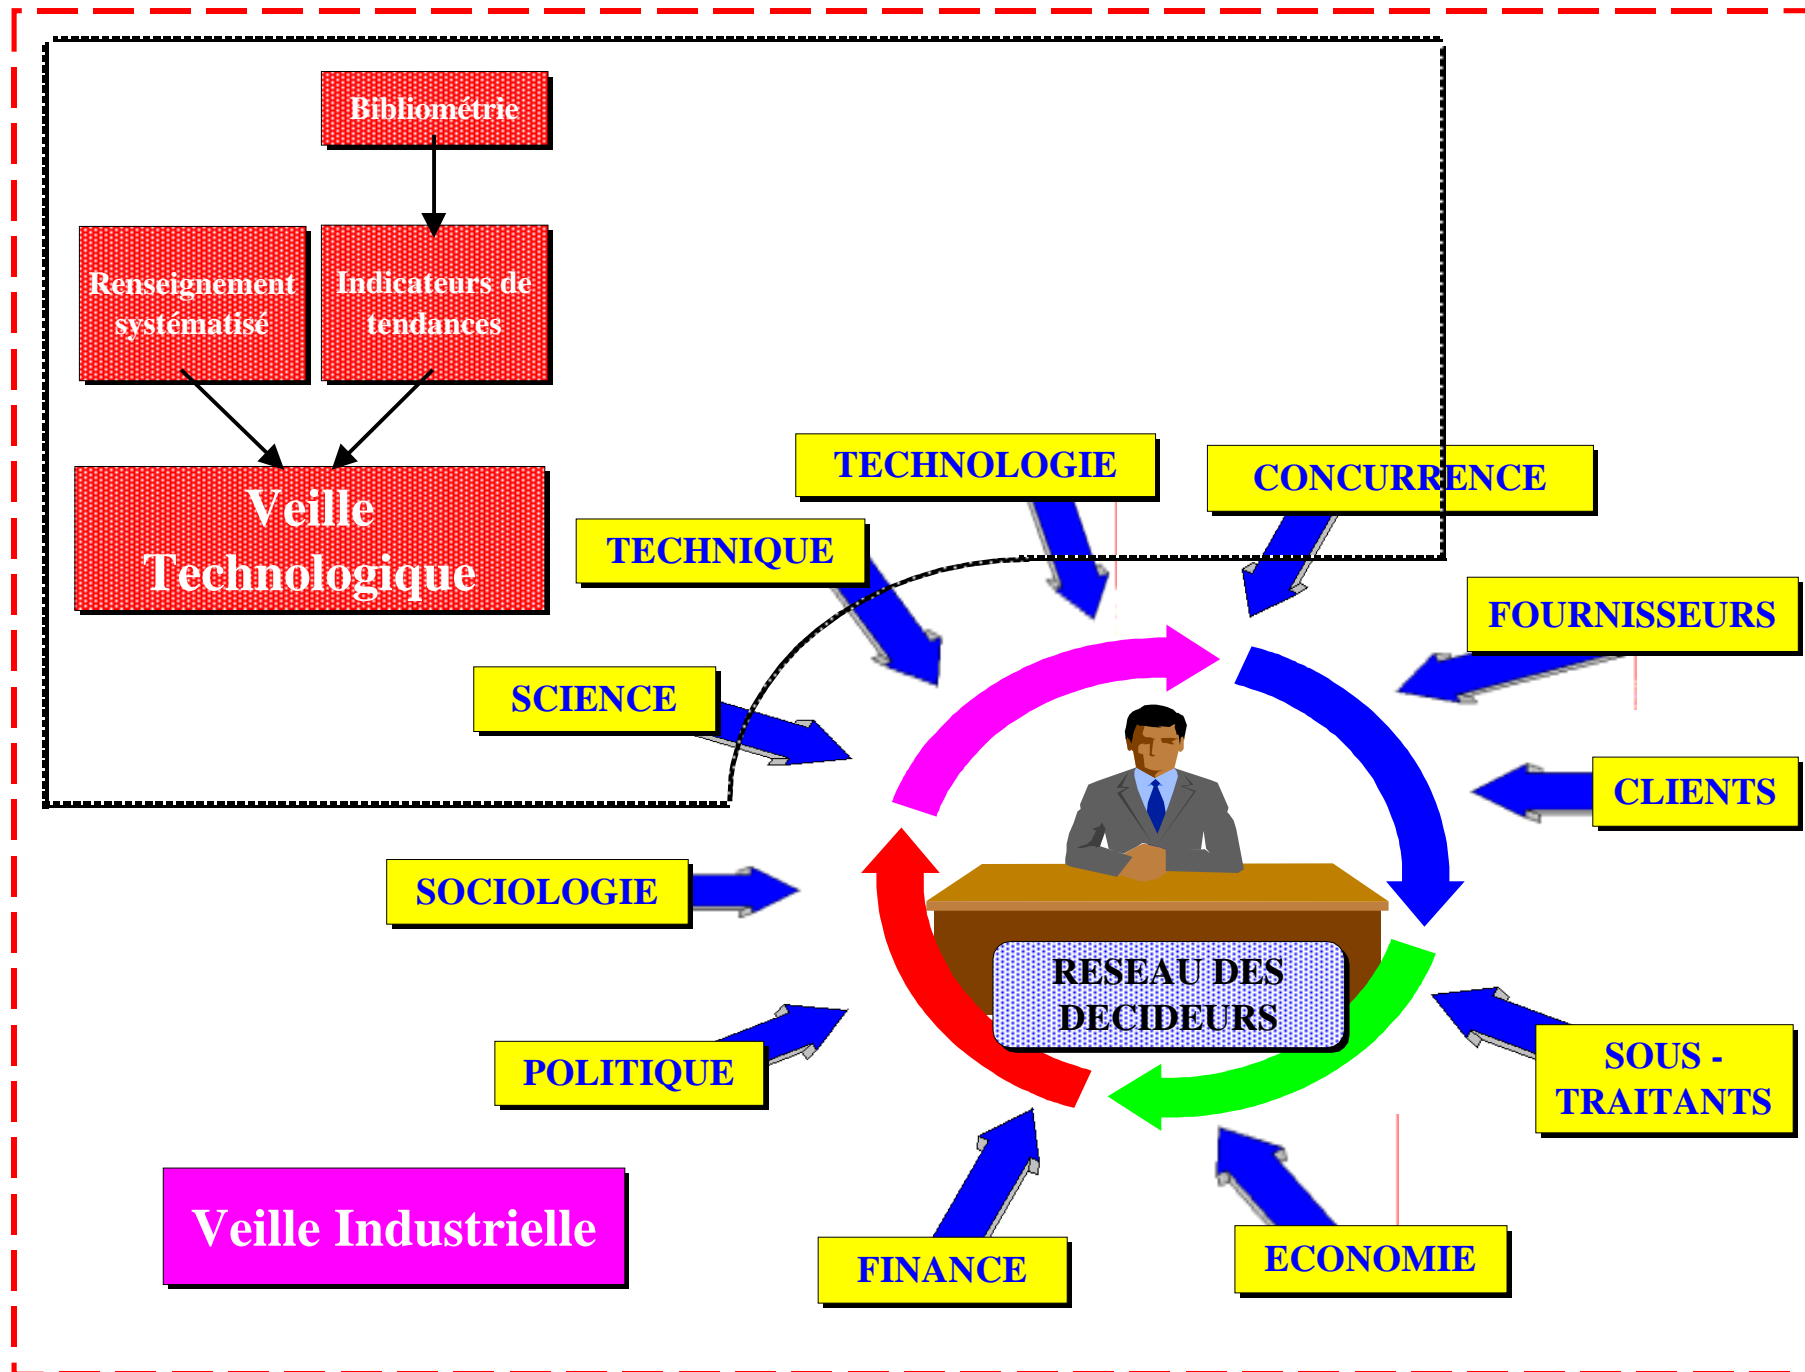 Bibliométrie
Renseignement
systématisé
Indicateurs de
tendances
Veille
Technologique
TECHNOLOGIE
CONCURRENCE
TECHNIQUE
FOURNISSEURS
SCIENCE
CLIENTS
SOCIOLOGIE
RESEAU DES
DECIDEURS
POLITIQUE
SOUS -
TRAITANTS
Veille Industrielle
FINANCE
ECONOMIE